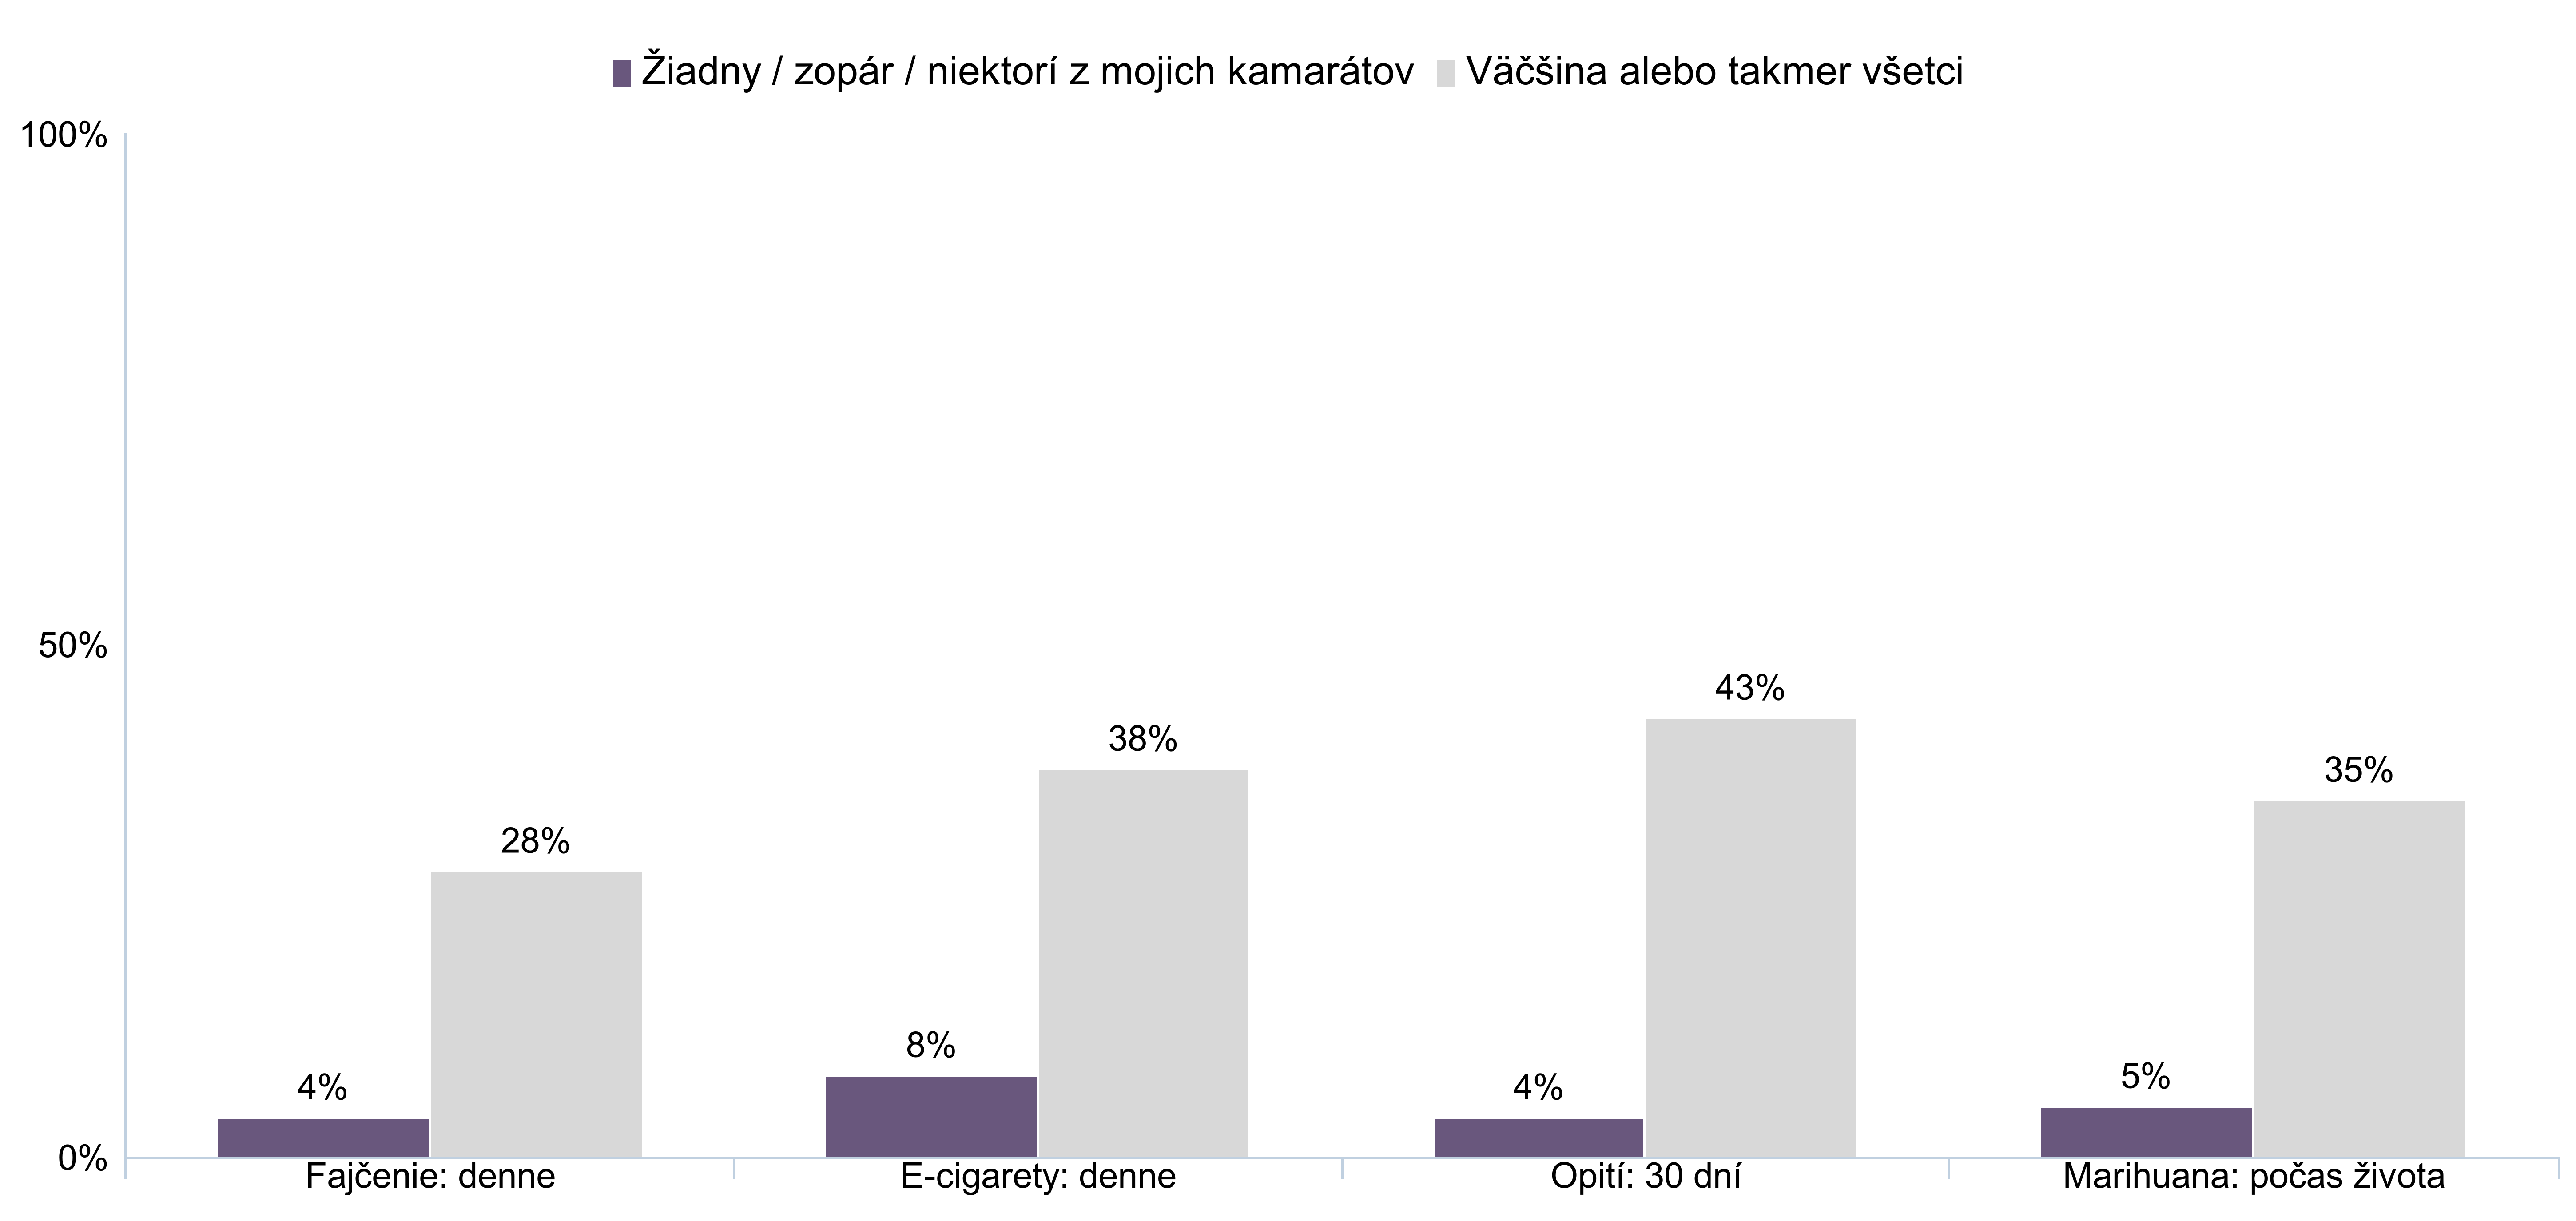 Žiadny / zopár / niektorí z mojich kamarátov Väčšina alebo takmer všetci
100%
50%
0%
4%
28%
8%
38%
4%
43%
5%
35%
Fajčenie: denne
E-cigarety: denne
Opití: 30 dní
Marihuana: počas života